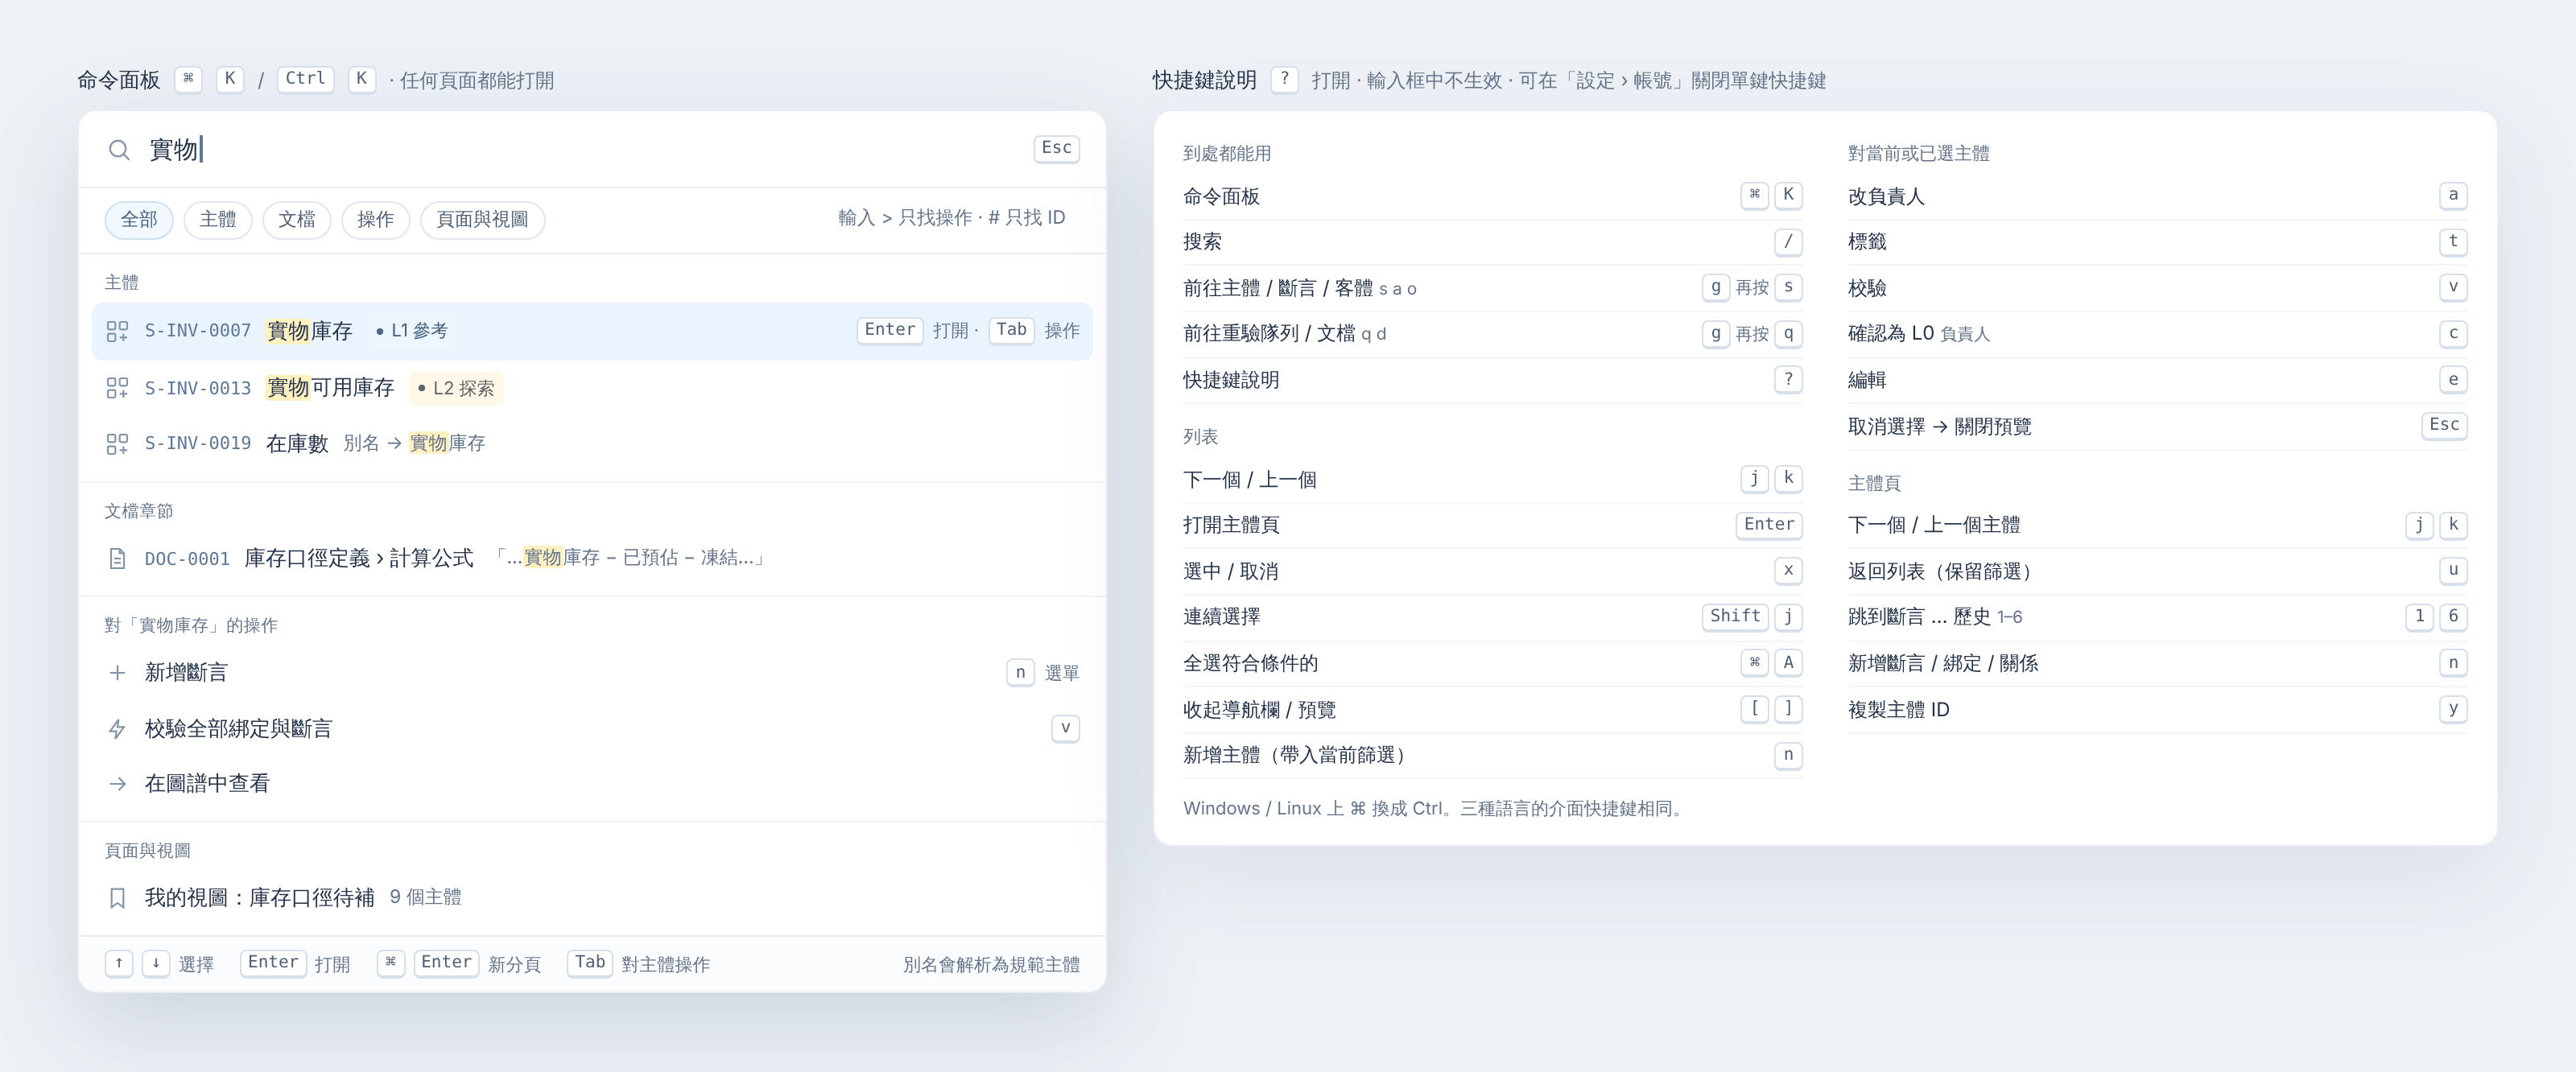 命令面板 ⌘ K / Ctrl K · 任何頁面都能打開
實物 Esc
全部 主體 文檔 操作 頁面與視圖 輸入 > 只找操作 · # 只找 ID
主體
S-INV-0007 實物庫存 • L1 參考 Enter 打開 · Tab 操作
S-INV-0013 實物可用庫存 • L2 探索
S-INV-0019 在庫數 別名 → 實物庫存
文檔章節
DOC-0001 庫存口徑定義 › 計算公式 「…實物庫存 − 已預佔 − 凍結…」
對「實物庫存」的操作
新增斷言 n 選單
校驗全部綁定與斷言 v
在圖譜中查看
頁面與視圖
我的視圖：庫存口徑待補 9 個主體
↑ ↓ 選擇 Enter 打開 ⌘ Enter 新分頁 Tab 對主體操作 別名會解析為規範主體
快捷鍵說明 ? 打開 · 輸入框中不生效 · 可在「設定 › 帳號」關閉單鍵快捷鍵
到處都能用
命令面板 ⌘ K
搜索 /
前往主體 / 斷言 / 客體 s a o g 再按 s
前往重驗隊列 / 文檔 q d g 再按 q
快捷鍵說明 ?
列表
下一個 / 上一個 j k
打開主體頁 Enter
選中 / 取消 x
連續選擇 Shift j
全選符合條件的 ⌘ A
收起導航欄 / 預覽 [ ]
新增主體（帶入當前篩選） n
對當前或已選主體
改負責人 a
標籤 t
校驗 v
確認為 L0 負責人 c
編輯 e
取消選擇 → 關閉預覽 Esc
主體頁
下一個 / 上一個主體 j k
返回列表（保留篩選） u
跳到斷言 … 歷史 1–6 1 6
新增斷言 / 綁定 / 關係 n
複製主體 ID y
Windows / Linux 上 ⌘ 換成 Ctrl。三種語言的介面快捷鍵相同。